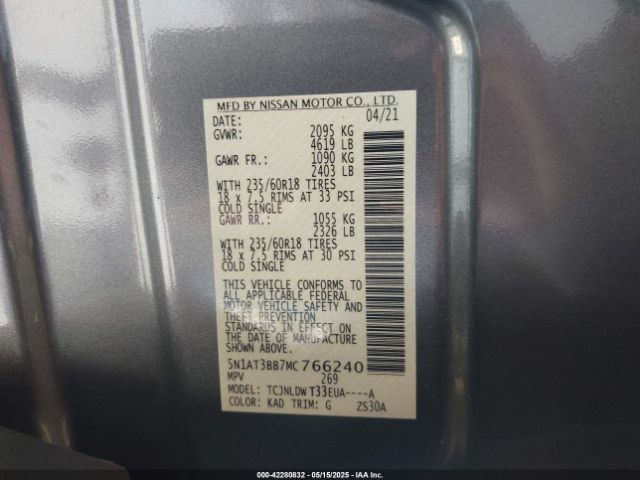 MFD BY NISSAN MOTOR CO., LTD.
DATE: 04/21
GVWR: 2095 KG
4619 LB
GAWR FR.: 1090 KG
2403 LB
WITH 235/60R18 TIRES
18 x 7.5 RIMS AT 33 PSI
COLD SINGLE
GAWR RR.: 1055 KG
2326 LB
WITH 235/60R18 TIRES
18 x 7.5 RIMS AT 30 PSI
COLD SINGLE
THIS VEHICLE CONFORMS TO
ALL APPLICABLE FEDERAL
MOTOR VEHICLE SAFETY AND
THEFT PREVENTION
STANDARDS IN EFFECT ON
THE DATE OF MANUFACTURE
SHOWN ABOVE.
5N1AT3BB7MC766240
MPV 269
MODEL: TCJNLDWT33EUA----A
COLOR: KAD TRIM: G ZS30A
000-42280832 - 05/15/2025 - IAAI.com